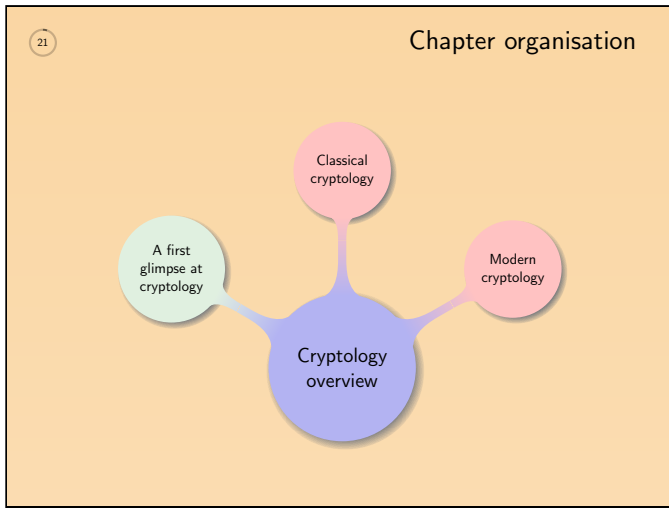 21
Chapter organisation
Classical
cryptology
A first
glimpse at
cryptology
Modern
cryptology
Cryptology
overview